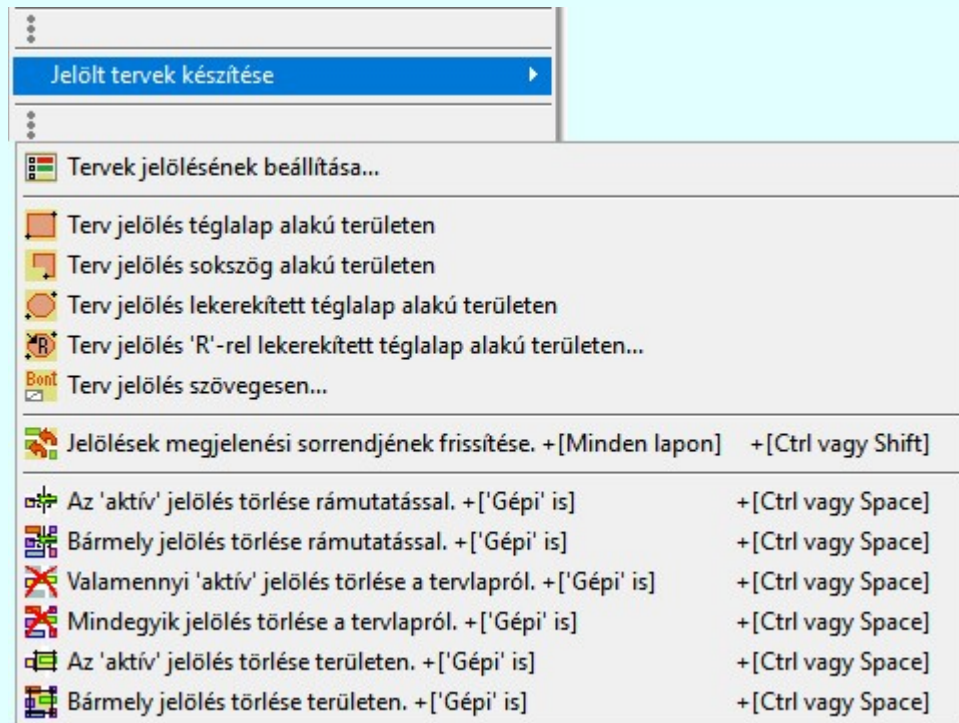 Jelölt tervek készítése
Tervek jelölésének beállítása...
Terv jelölés téglalap alakú területen
Terv jelölés sokszög alakú területen
Terv jelölés lekerekített téglalap alakú területen
'R' Terv jelölés 'R'-rel lekerekített téglalap alakú területen...
Bont Terv jelölés szövegesen...
Jelölések megjelenési sorrendjének frissítése. +[Minden lapon] +[Ctrl vagy Shift]
Az 'aktív' jelölés törlése rámutatással. +['Gépi' is] +[Ctrl vagy Space]
Bármely jelölés törlése rámutatással. +['Gépi' is] +[Ctrl vagy Space]
Valamennyi 'aktív' jelölés törlése a tervlapról. +['Gépi' is] +[Ctrl vagy Space]
Mindegyik jelölés törlése a tervlapról. +['Gépi' is] +[Ctrl vagy Space]
Az 'aktív' jelölés törlése területen. +['Gépi' is] +[Ctrl vagy Space]
Bármely jelölés törlése területen. +['Gépi' is] +[Ctrl vagy Space]